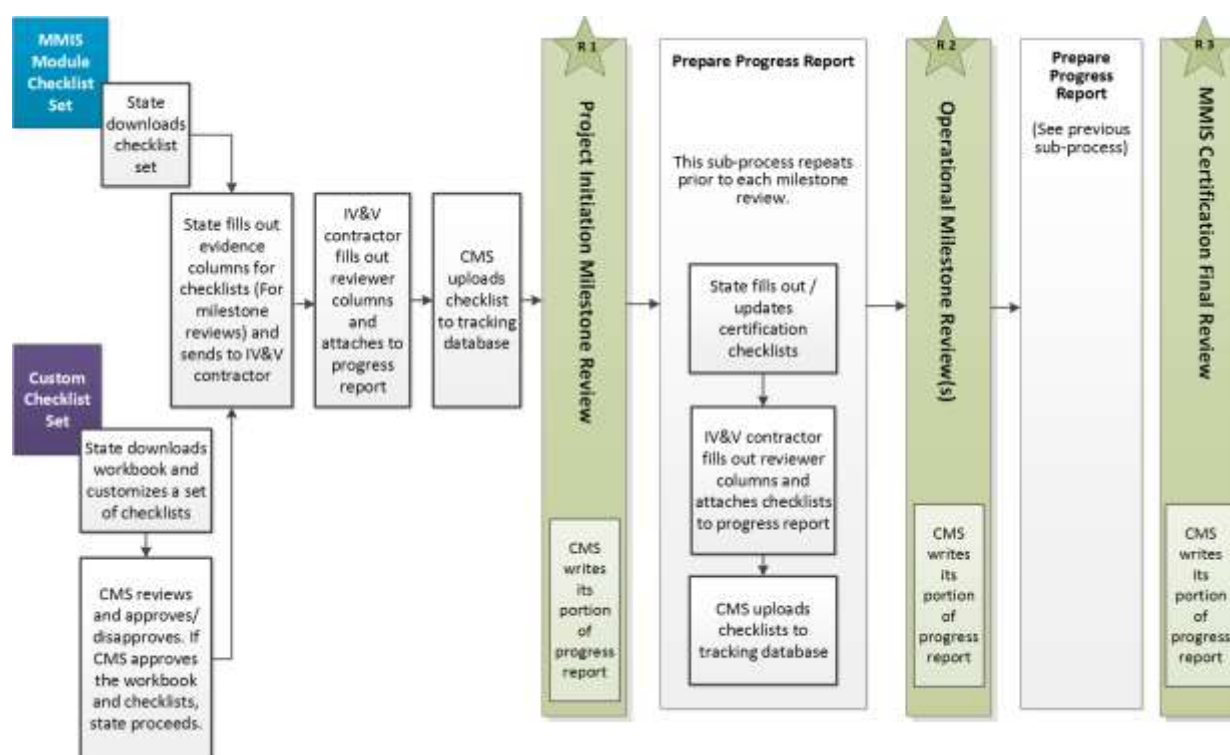 MMIS
Module
Checklist
Set
State
downloads
checklist
set
State fills out
evidence
columns for
checklists (For
milestone
reviews) and
sends to IV&V
contractor
IV&V
contractor
fills out
reviewer
columns
and
attaches to
progress
report
CMS
uploads
checklist
to tracking
database
Custom
Checklist
Set
State downloads
workbook and
customizes a set
of checklists
CMS reviews
and approves/
disapproves. If
CMS approves
the workbook
and checklists,
state proceeds.
R 1
Project Initiation Milestone Review
CMS
writes
its
portion
of
progress
report
Prepare Progress Report
This sub-process repeats
prior to each milestone
review.
State fills out /
updates
certification
checklists
IV&V contractor
fills out reviewer
columns and
attaches checklists
to progress report
CMS uploads
checklists to
tracking database
R 2
Operational Milestone Review(s)
CMS
writes
its
portion
of
progress
report
Prepare
Progress
Report
(See previous
sub-process)
R 3
MMIS Certification Final Review
CMS
writes
its
portion
of
progress
report